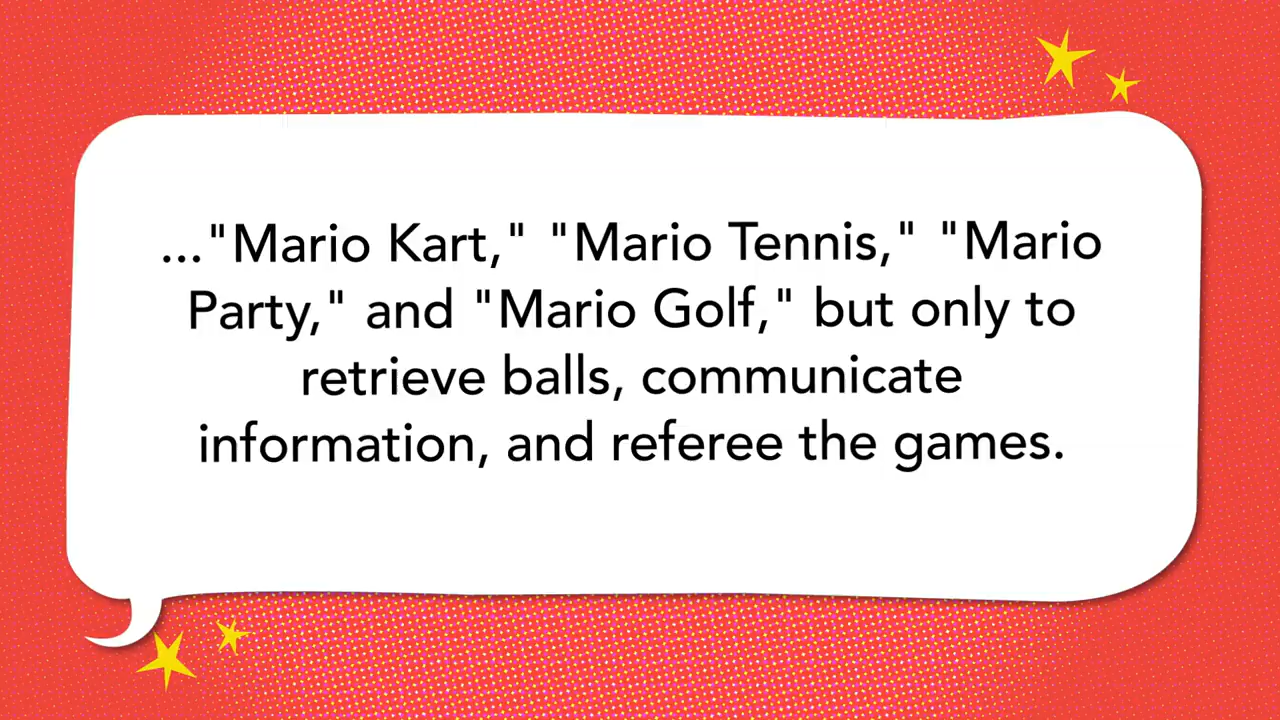 ..."Mario Kart," "Mario Tennis," "Mario
Party," and "Mario Golf," but only to
retrieve balls, communicate
information, and referee the games.